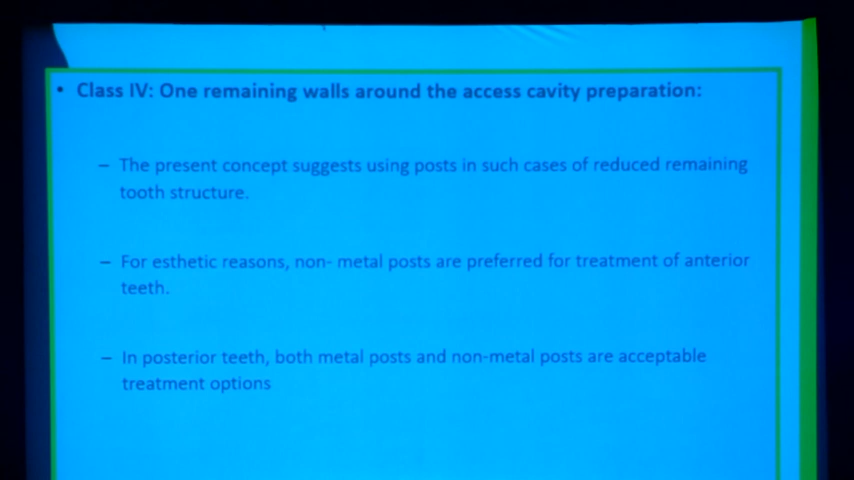 • Class IV: One remaining walls around the access cavity preparation:
– The present concept suggests using posts in such cases of reduced remaining
tooth structure.
– For esthetic reasons, non- metal posts are preferred for treatment of anterior
teeth.
– In posterior teeth, both metal posts and non-metal posts are acceptable
treatment options